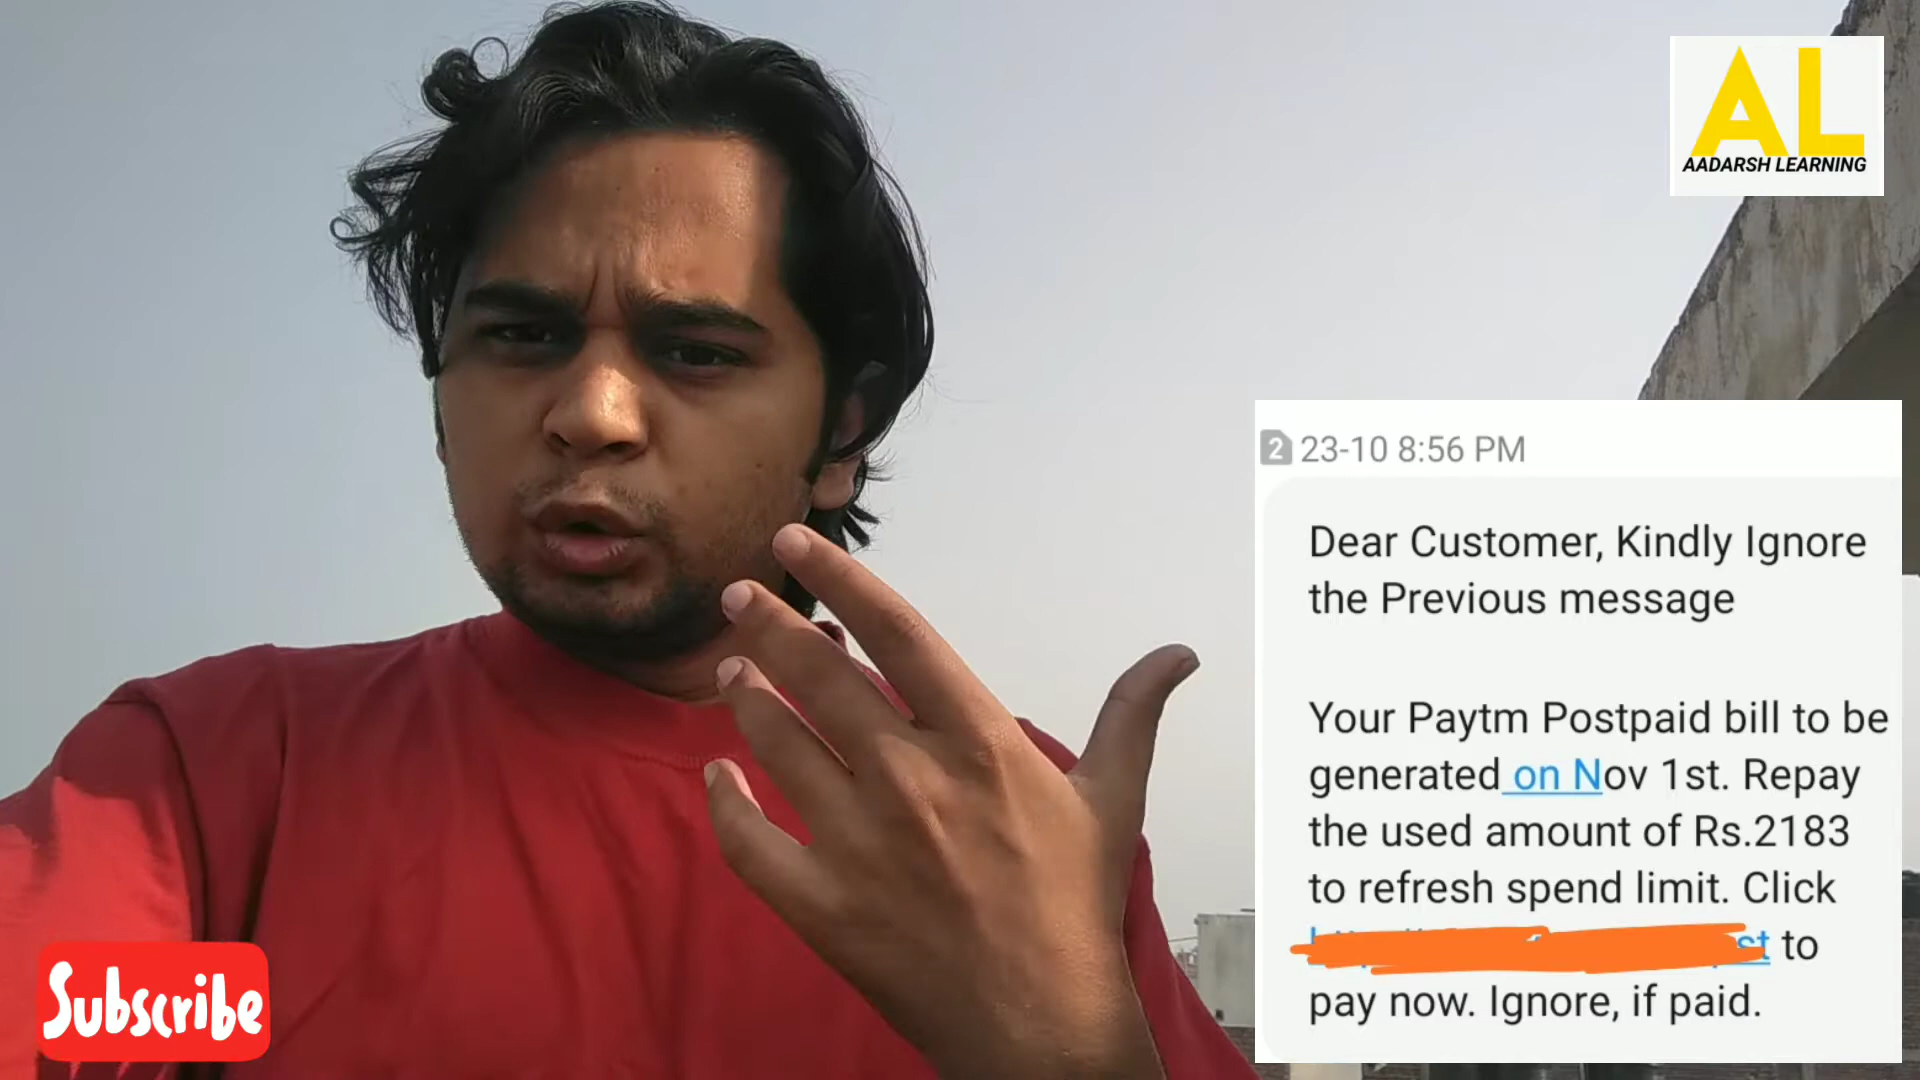 AL
AADARSH LEARNING
2 23-10 8:56 PM
Dear Customer, Kindly Ignore
the Previous message
Your Paytm Postpaid bill to be
generated on Nov 1st. Repay
the used amount of Rs.2183
to refresh spend limit. Click
to
pay now. Ignore, if paid.
Subscribe